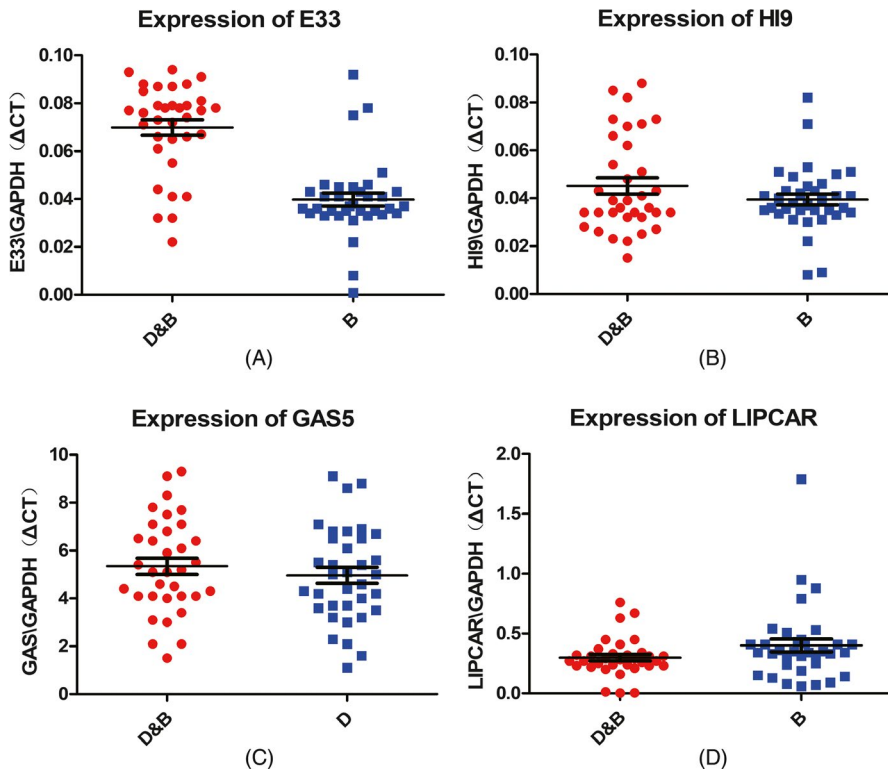 Expression of E33
E33\GAPDH（ΔCT）
0.10
0.08
0.06
0.04
0.02
0.00
D&B
B
(A)
Expression of HI9
HI9\GAPDH（ΔCT）
0.10
0.08
0.06
0.04
0.02
0.00
D&B
B
(B)
Expression of GAS5
GAS\GAPDH（ΔCT）
10
8
6
4
2
0
D&B
D
(C)
Expression of LIPCAR
LIPCAR\GAPDH（ΔCT）
2.0
1.5
1.0
0.5
0.0
D&B
B
(D)